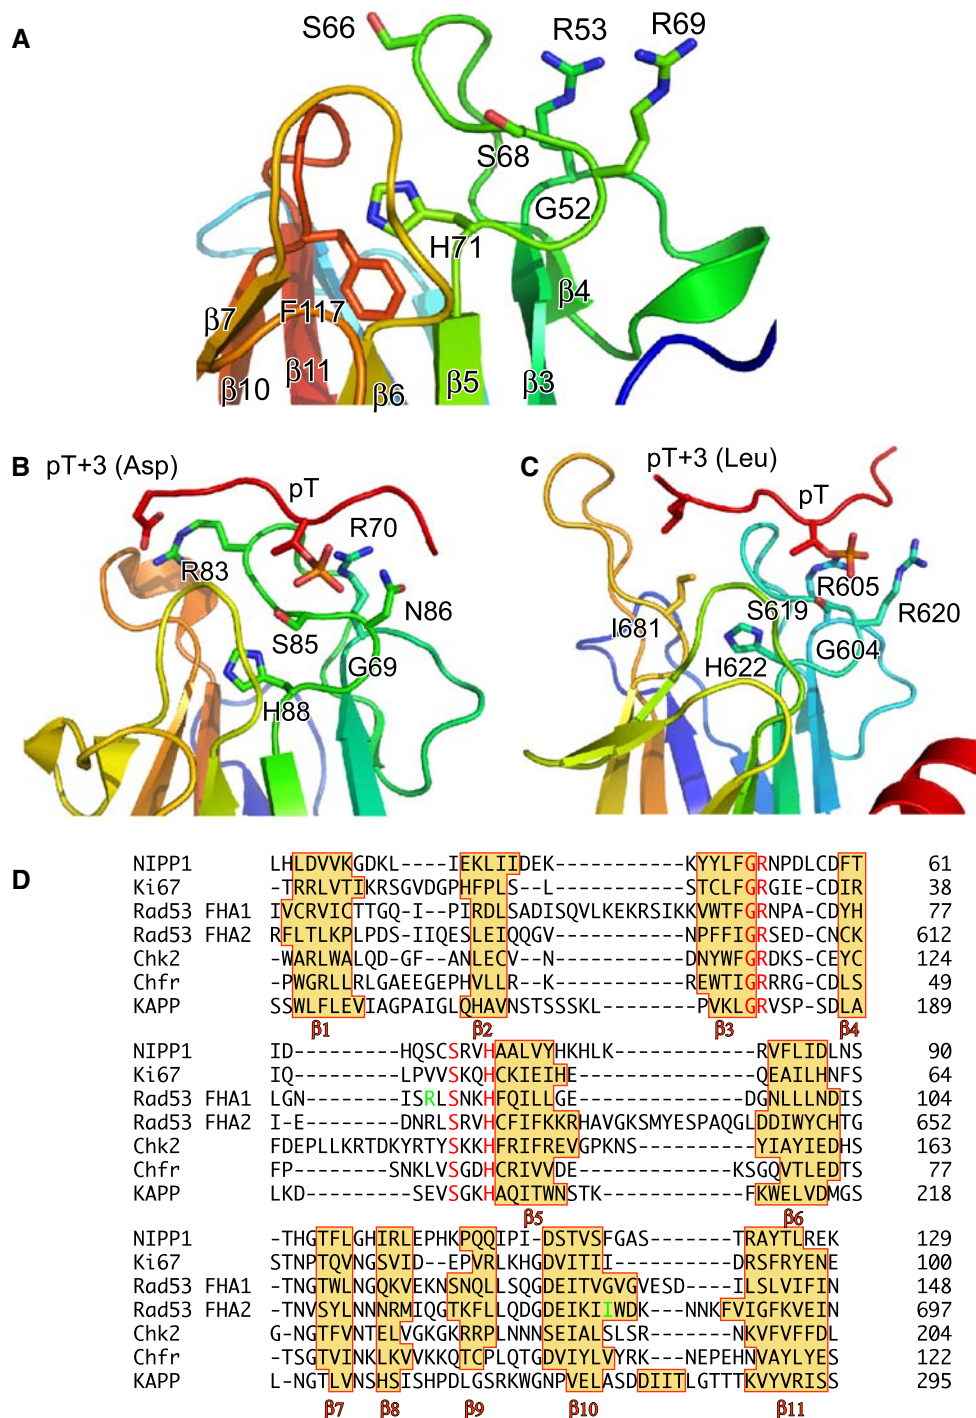 A
S66
R53
R69
S68
G52
H71
β4
β7
F117
β10
β11
β6
β5
β3
B
pT+3 (Asp)
pT
R70
R83
N86
S85
G69
H88
C
pT+3 (Leu)
pT
R605
S619
R620
I681
G604
H622
D
NIPP1 LHLDVVKGDKL----IEKLIIDEK-----------KYYLFGRNPDLCDFT 61
Ki67 -TRRLVTIKRSGVDGPHFPLS--L-----------STCLFGRGIE-CDIR 38
Rad53 FHA1 IVCRVICTTGQ-I--PIRDLSADISQVLKEKRSIKKVWTFGRNPA-CDYH 77
Rad53 FHA2 RFLTLKPLPDS-IIQESLEIQQGV-----------NPFFIGRSED-CNCK 612
Chk2 -WARLWALQD-GF--ANLECV--N-----------DNYWFGRDKS-CEYC 124
Chfr -PWGRLLRLGAEEGEPHVLLR--K-----------REWTIGRRRG-CDLS 49
KAPP SSWLFLEVIAGPAIGLQHAVNSTSSSKL--------PVKLGRVSP-SDLA 189
β1 β2 β3 β4
NIPP1 ID---------HQSCSRVHAALVYHKHLK------------RVFLIDLNS 90
Ki67 IQ---------LPVVSKQHCKIEIHE---------------QEAILHNFS 64
Rad53 FHA1 LGN--------ISRLSNKHFQILLGE--------------DGNLLLNDIS 104
Rad53 FHA2 I-E--------DNRLSRVHCFIFKKRHAVGKSMYESPAQGLDDIWYCHTG 652
Chk2 FDEPLLKRTDKYRTYSKKHFRIFREVGPKNS----------YIAYIEDHS 163
Chfr FP--------SNKLVSGDHCRIVVDE-------------KSGQVTLEDTS 77
KAPP LKD--------SEVSGKHAQITWNSTK------------FKWELVDMGS 218
β5 β6
NIPP1 -THGTFLGHIRLEPHKPQQIPI-DSTVSFGAS--------TRAYTLREK 129
Ki67 STNPTQVNGSVID--EPVRLKHGDVITII----------DRSFRYENE 100
Rad53 FHA1 -TNGTWLNGQKVEKNSNQLLSQGDEITVGVGVESD----ILSLVIFIN 148
Rad53 FHA2 -TNVSYLNNNRMIQGTKFLLQDGDEIKIIWDK---NNKFVIGFKVEIN 697
Chk2 G-NGTFVNTELVGKGKRRPLNNNSEIALSLSR-------NKVFVFFDL 204
Chfr -TSGTVINKLKVVKKQTCPLQTGDVIYLVYRK---NEPEHNVAYLYES 122
KAPP L-NGTLVNSHSISHPDLGSRKWGNPVELASDDIITLGTTTKVYVRISS 295
β7 β8 β9 β10 β11